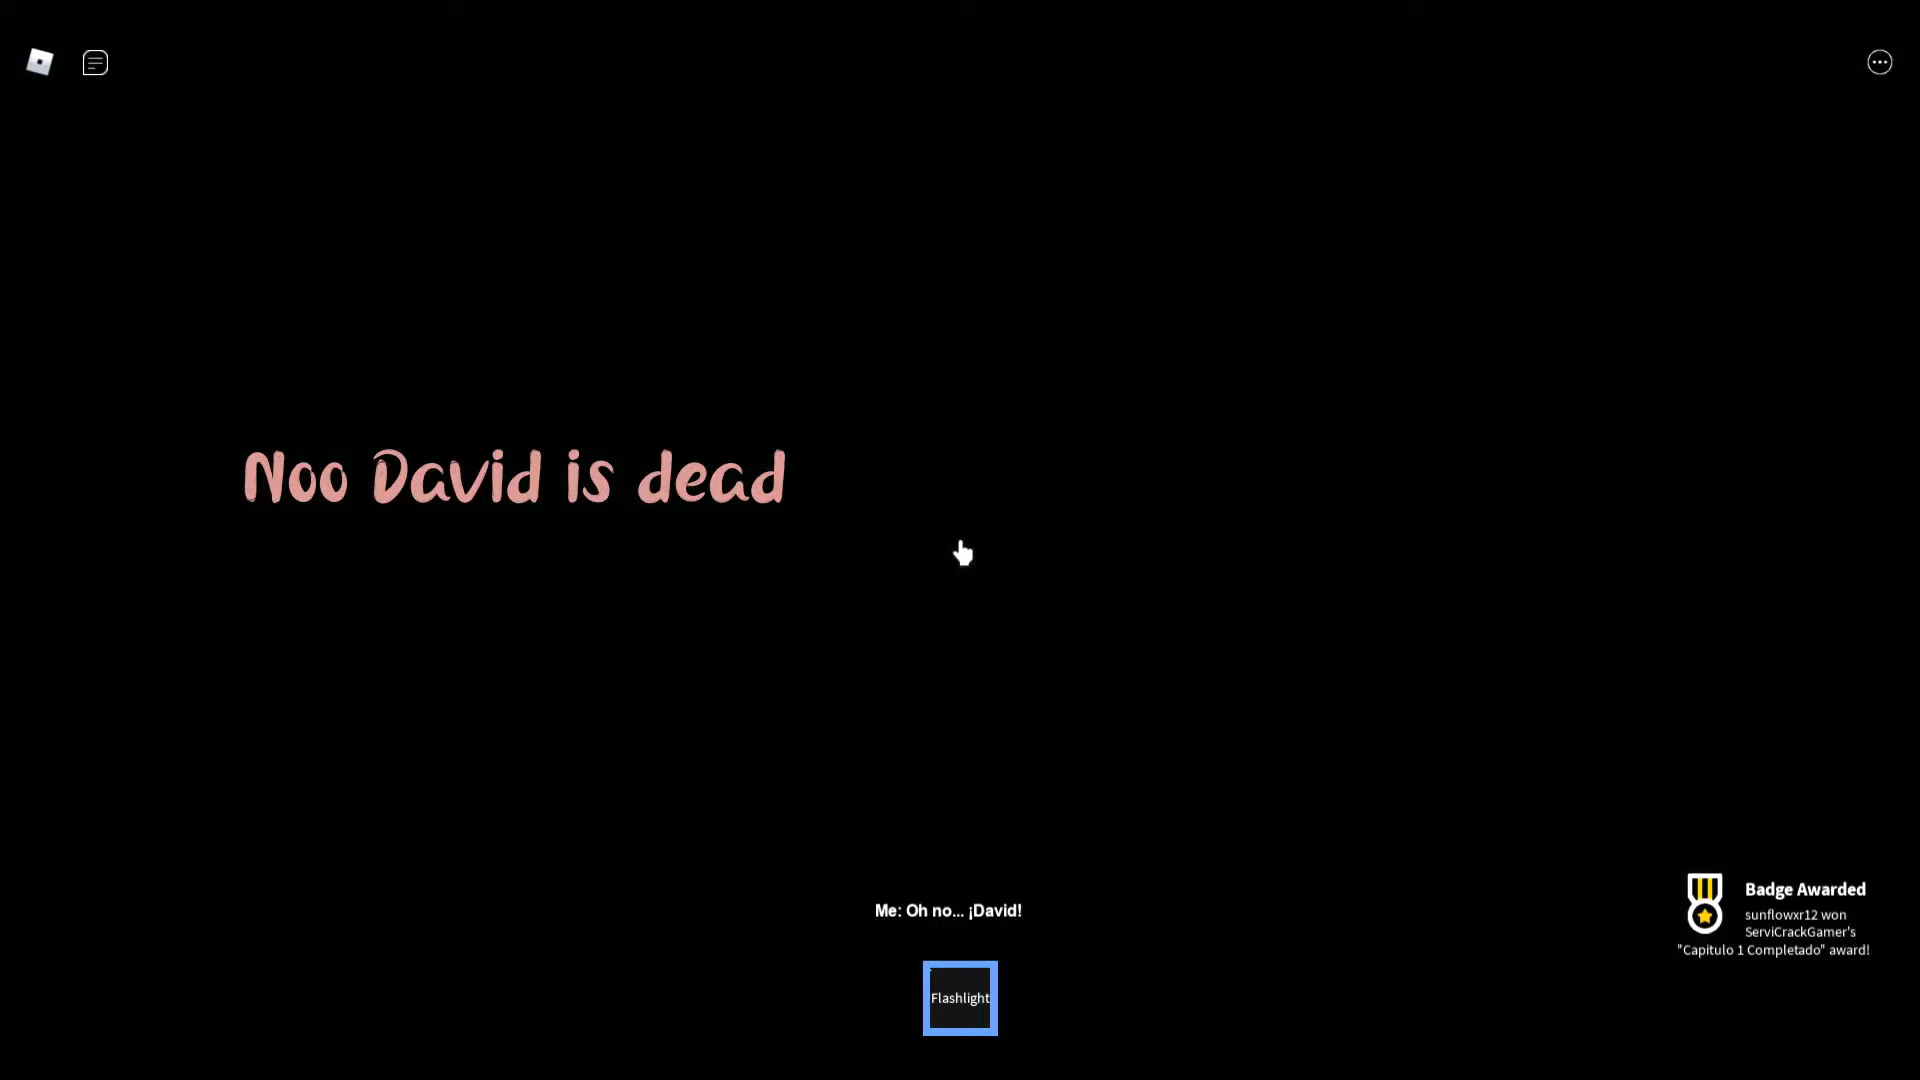 Noo David is dead
Me: Oh no... ¡David!
Flashlight
Badge Awarded
sunflowxr12 won
ServiCrackGamer's
"Capitulo 1 Completado" award!